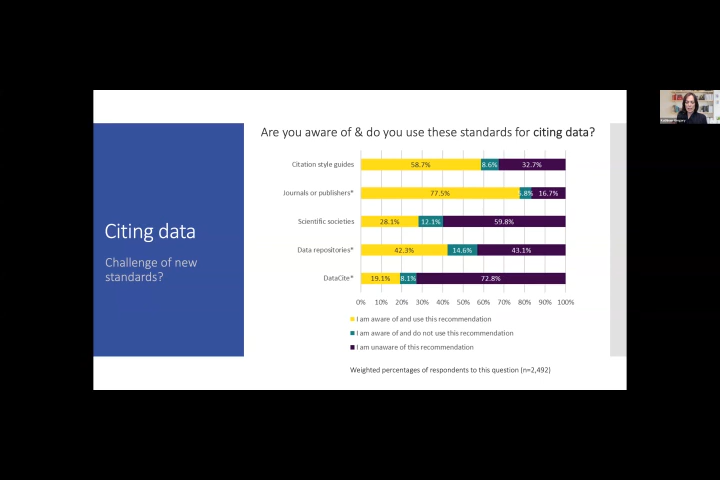 Are you aware of & do you use these standards for citing data?
Citing data
Challenge of new
standards?
Citation style guides
58.7%
8.6%
32.7%
Journals or publishers*
77.5%
5.8%
16.7%
Scientific societies
28.1%
12.1%
59.8%
Data repositories*
42.3%
14.6%
43.1%
DataCite*
19.1%
8.1%
72.8%
0% 10% 20% 30% 40% 50% 60% 70% 80% 90% 100%
I am aware of and use this recommendation
I am aware of and do not use this recommendation
I am unaware of this recommendation
Weighted percentages of respondents to this question (n=2,492)